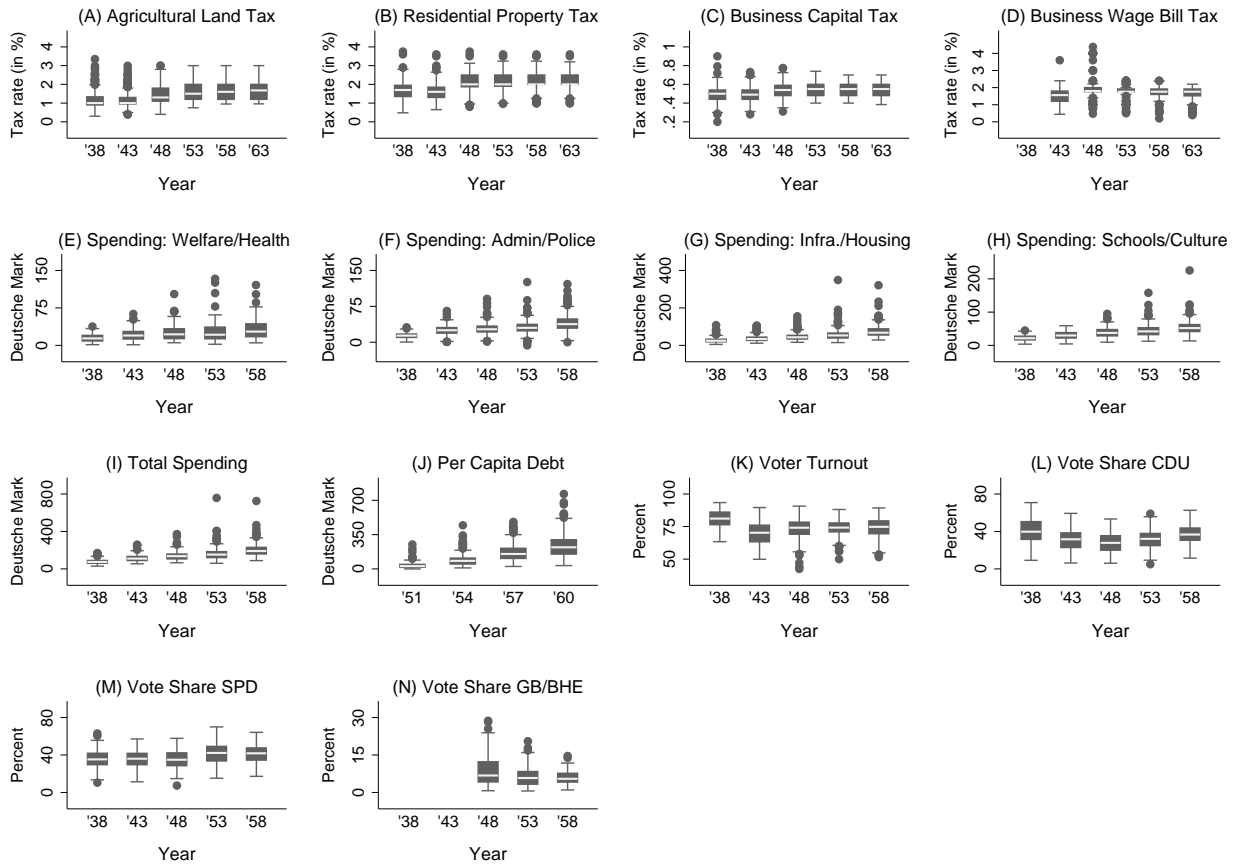 (A) Agricultural Land Tax
Tax rate (in %)
0 1 2 3 4
'38 '43 '48 '53 '58 '63
Year
(B) Residential Property Tax
Tax rate (in %)
0 1 2 3 4
'38 '43 '48 '53 '58 '63
Year
(C) Business Capital Tax
Tax rate (in %)
.2 .4 .6 .8 1
'38 '43 '48 '53 '58 '63
Year
(D) Business Wage Bill Tax
Tax rate (in %)
0 1 2 3 4
'38 '43 '48 '53 '58 '63
Year
(E) Spending: Welfare/Health
Deutsche Mark
0 75 150
'38 '43 '48 '53 '58
Year
(F) Spending: Admin/Police
Deutsche Mark
0 75 150
'38 '43 '48 '53 '58
Year
(G) Spending: Infra./Housing
Deutsche Mark
0 200 400
'38 '43 '48 '53 '58
Year
(H) Spending: Schools/Culture
Deutsche Mark
0 100 200
'38 '43 '48 '53 '58
Year
(I) Total Spending
Deutsche Mark
0 400 800
'38 '43 '48 '53 '58
Year
(J) Per Capita Debt
Deutsche Mark
0 350 700
'51 '54 '57 '60
Year
(K) Voter Turnout
Percent
50 75 100
'38 '43 '48 '53 '58
Year
(L) Vote Share CDU
Percent
0 40 80
'38 '43 '48 '53 '58
Year
(M) Vote Share SPD
Percent
0 40 80
'38 '43 '48 '53 '58
Year
(N) Vote Share GB/BHE
Percent
0 15 30
'38 '43 '48 '53 '58
Year